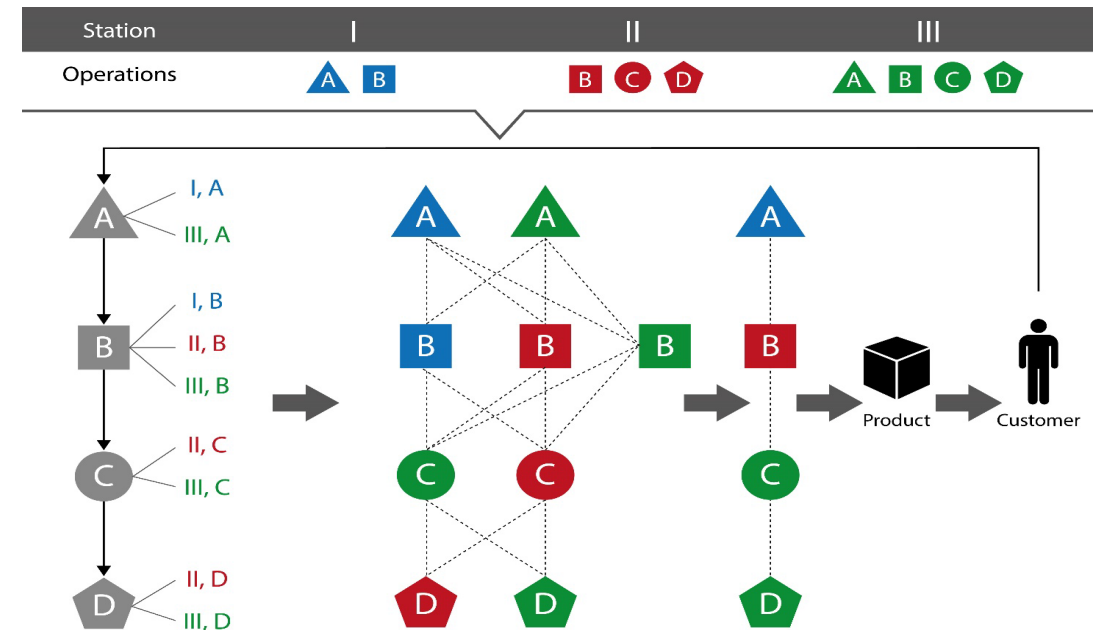 Station I II III
Operations A B B C D A B C D
I, A
A A A A
III, A
I, B
B II, B B B B B
III, B
Product Customer
II, C
C C C C
III, C
II, D
D D D D
III, D